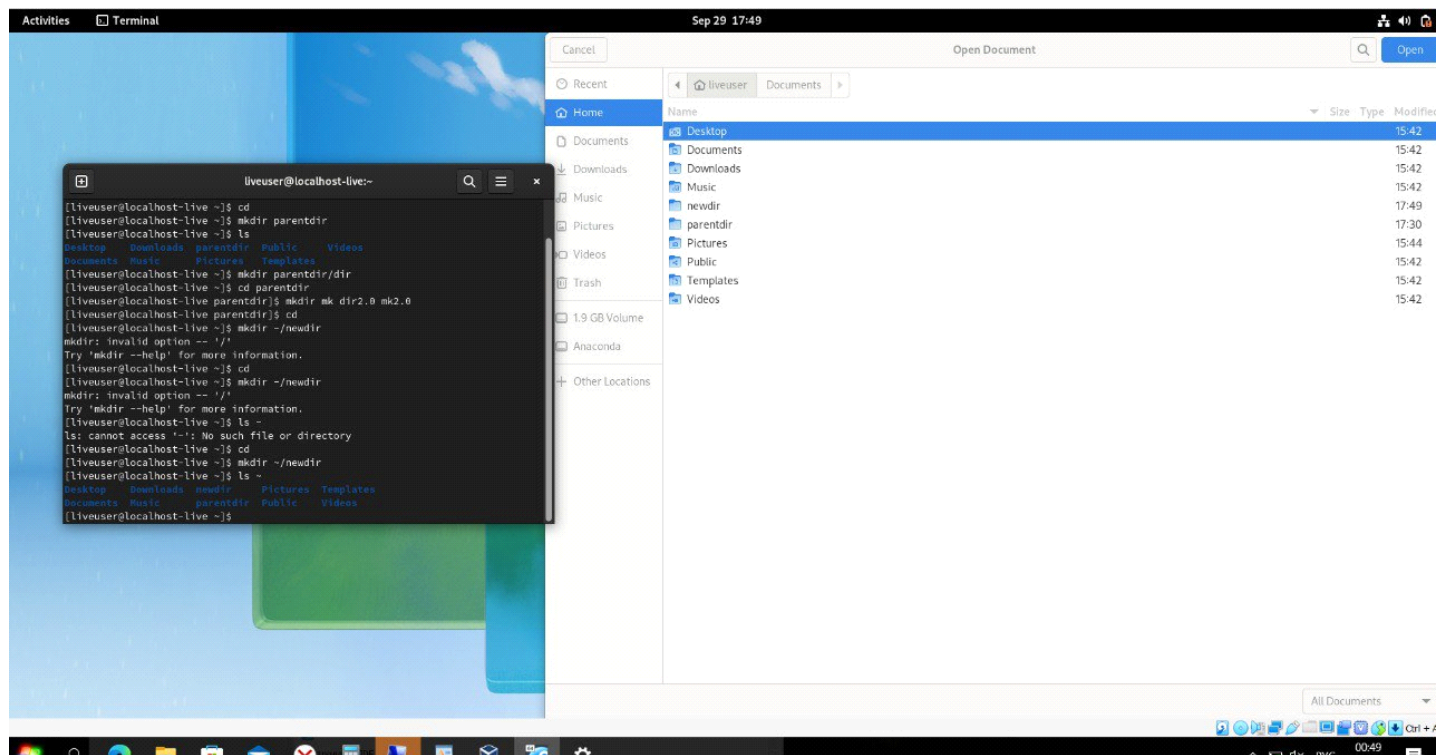 Activities Terminal Sep 29 17:49
Cancel Open Document Open
Recent
Home
Documents
Downloads
Music
Pictures
Videos
Trash
1.9 GB Volume
Anaconda
+ Other Locations
liveuser Documents
Name Size Type Modified
Desktop 15:42
Documents 15:42
Downloads 15:42
Music 15:42
newdir 17:49
parentdir 17:30
Pictures 15:44
Public 15:42
Templates 15:42
Videos 15:42
liveuser@localhost-live:~
[liveuser@localhost-live ~]$ cd
[liveuser@localhost-live ~]$ mkdir parentdir
[liveuser@localhost-live ~]$ ls
Desktop Downloads parentdir Public Videos
Documents Music Pictures Templates
[liveuser@localhost-live ~]$ mkdir parentdir/dir
[liveuser@localhost-live ~]$ cd parentdir
[liveuser@localhost-live parentdir]$ mkdir mk dir2.0 mk2.0
[liveuser@localhost-live parentdir]$ cd
[liveuser@localhost-live ~]$ mkdir -/newdir
mkdir: invalid option -- '/'
Try 'mkdir --help' for more information.
[liveuser@localhost-live ~]$ cd
[liveuser@localhost-live ~]$ mkdir -/newdir
mkdir: invalid option -- '/'
Try 'mkdir --help' for more information.
[liveuser@localhost-live ~]$ ls -
ls: cannot access '-': No such file or directory
[liveuser@localhost-live ~]$ cd
[liveuser@localhost-live ~]$ mkdir ~/newdir
[liveuser@localhost-live ~]$ ls ~
Desktop Downloads newdir Pictures Templates
Documents Music parentdir Public Videos
[liveuser@localhost-live ~]$
All Documents
Ctrl +
00:49